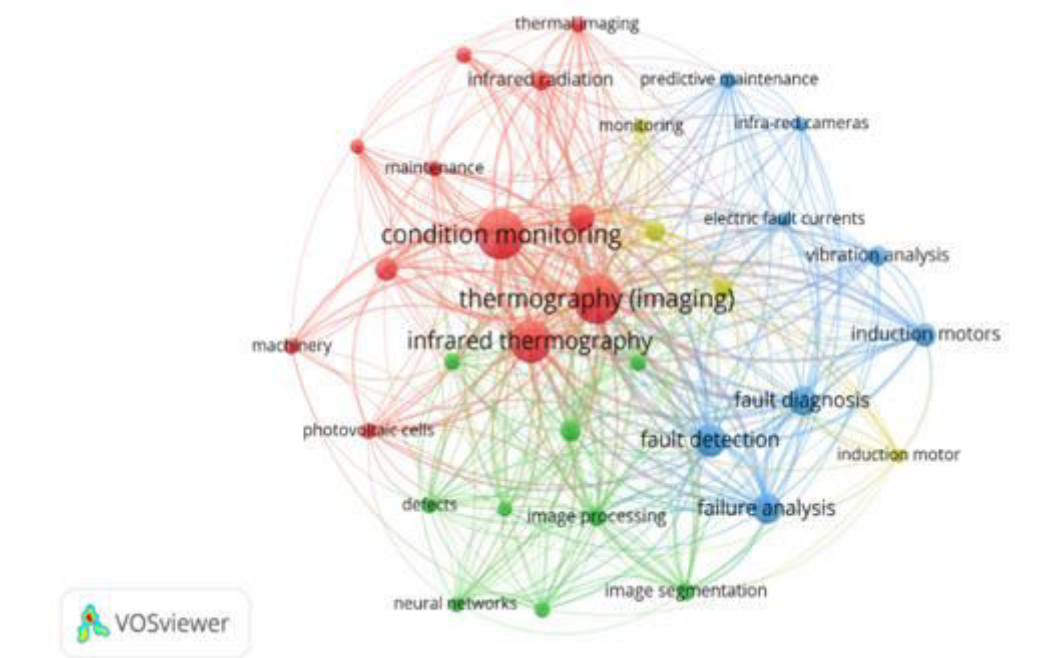 thermal imaging
infrared radiation
predictive maintenance
monitoring
infra-red cameras
maintenance
electric fault currents
condition monitoring
vibration analysis
thermography (imaging)
induction motors
infrared thermography
machinery
fault diagnosis
photovoltaic cells
fault detection
induction motor
defects
image processing
failure analysis
image segmentation
neural networks
VOSviewer